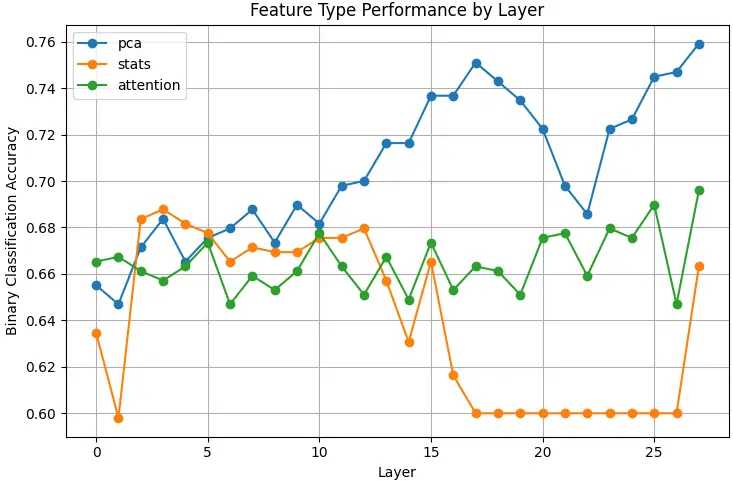 Feature Type Performance by Layer
pca
stats
attention
Binary Classification Accuracy
0.76
0.74
0.72
0.70
0.68
0.66
0.64
0.62
0.60
0 5 10 15 20 25
Layer